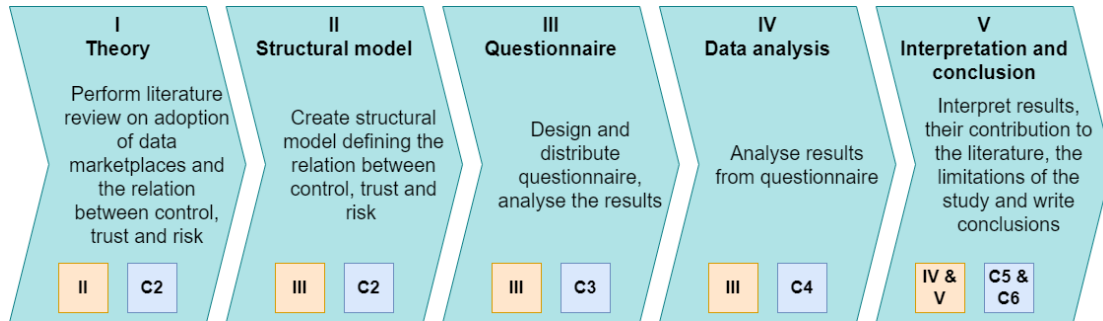 I
Theory
Perform literature
review on adoption
of data
marketplaces and
the relation
between control,
trust and risk
II
C2
II
Structural model
Create structural
model defining the
relation between
control, trust and
risk
III
C2
III
Questionnaire
Design and
distribute
questionnaire,
analyse the results
III
C3
IV
Data analysis
Analyse results
from questionnaire
III
C4
V
Interpretation and
conclusion
Interpret results,
their contribution to
the literature, the
limitations of the
study and write
conclusions
IV &
V
C5 &
C6